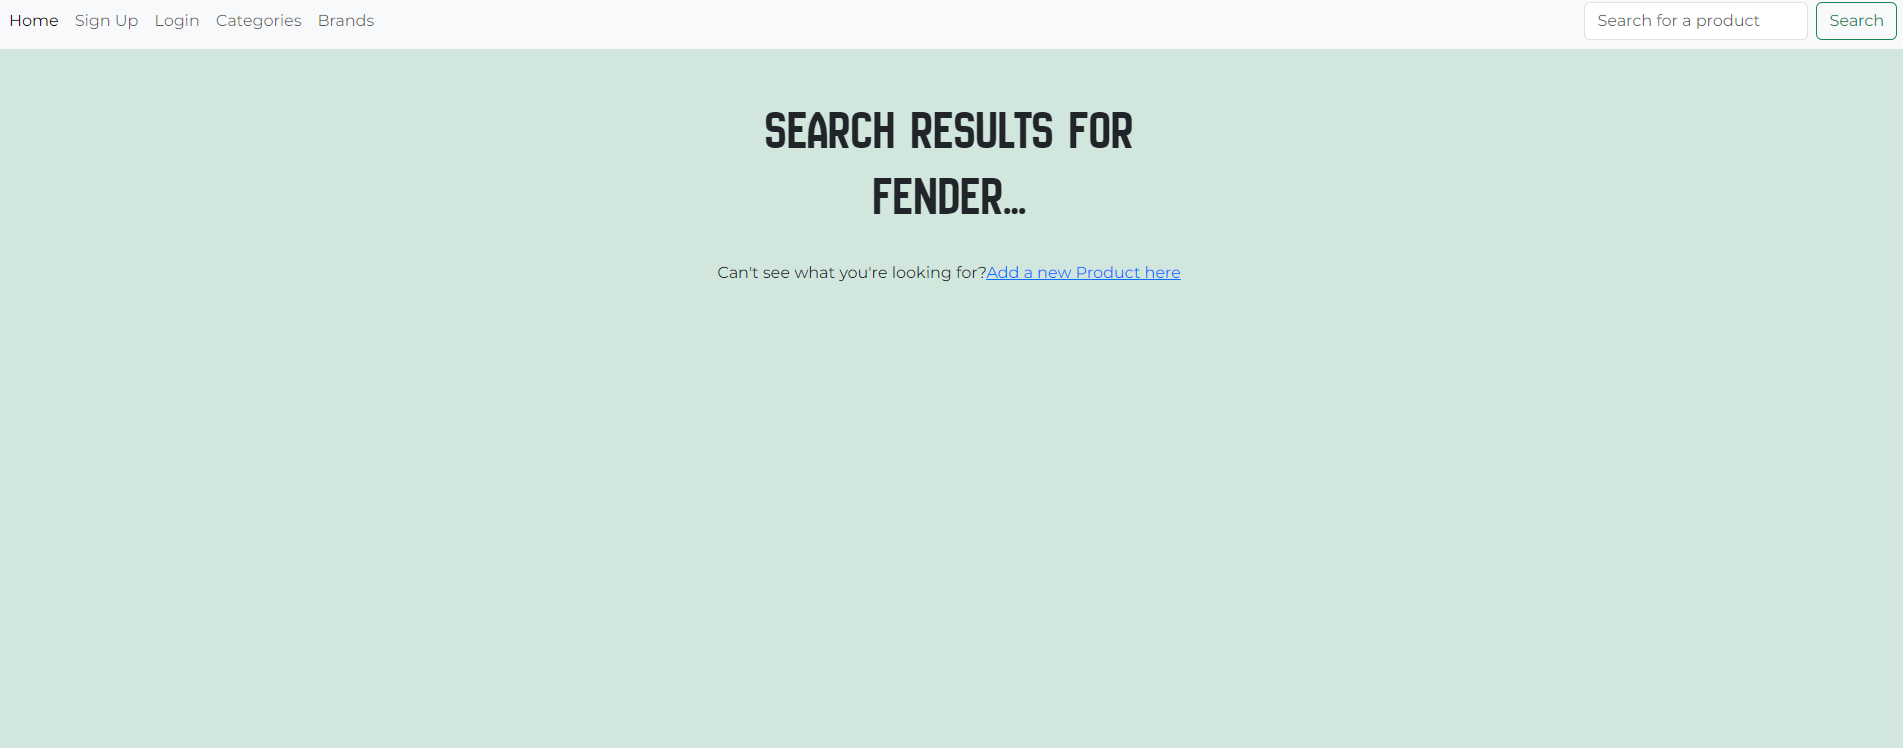 Home Sign Up Login Categories Brands Search for a product Search
SEARCH RESULTS FOR
FENDER...
Can't see what you're looking for?Add a new Product here